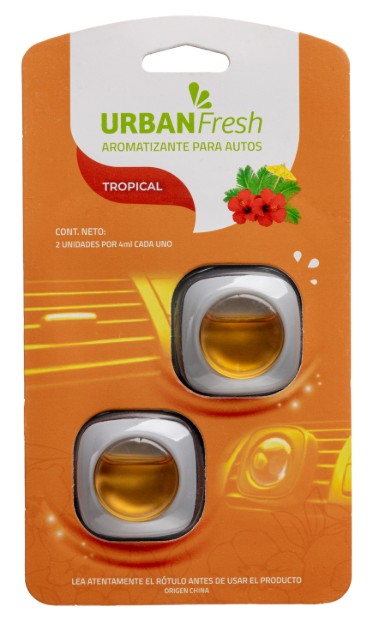 URBANFresh
AROMATIZANTE PARA AUTOS
TROPICAL
CONT. NETO:
2 UNIDADES POR 4ml CADA UNO
LEA ATENTAMENTE EL RÓTULO ANTES DE USAR EL PRODUCTO
ORIGEN CHINA